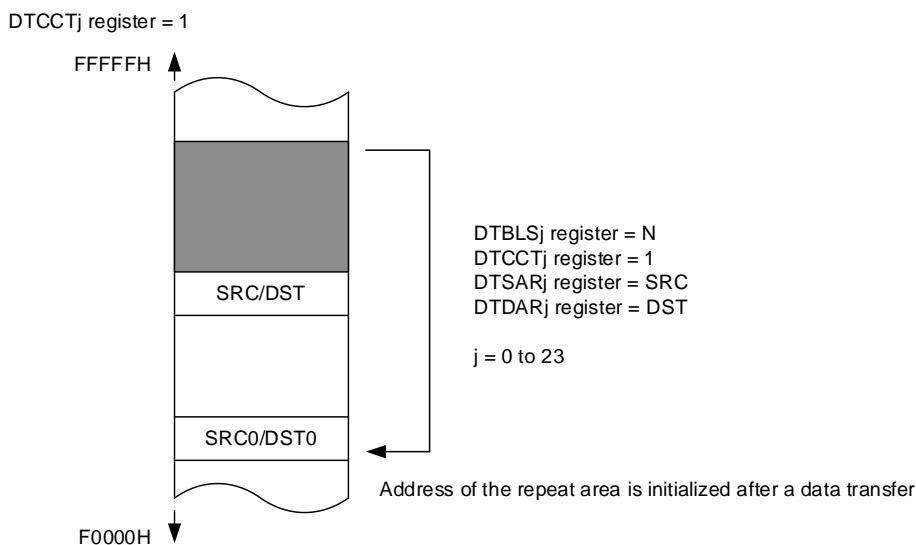 DTCCTj register = 1
FFFFFH
DTBLSj register = N
DTCCTj register = 1
DTSARj register = SRC
DTDARj register = DST
j = 0 to 23
SRC/DST
SRC0/DST0
Address of the repeat area is initialized after a data transfer
F0000H